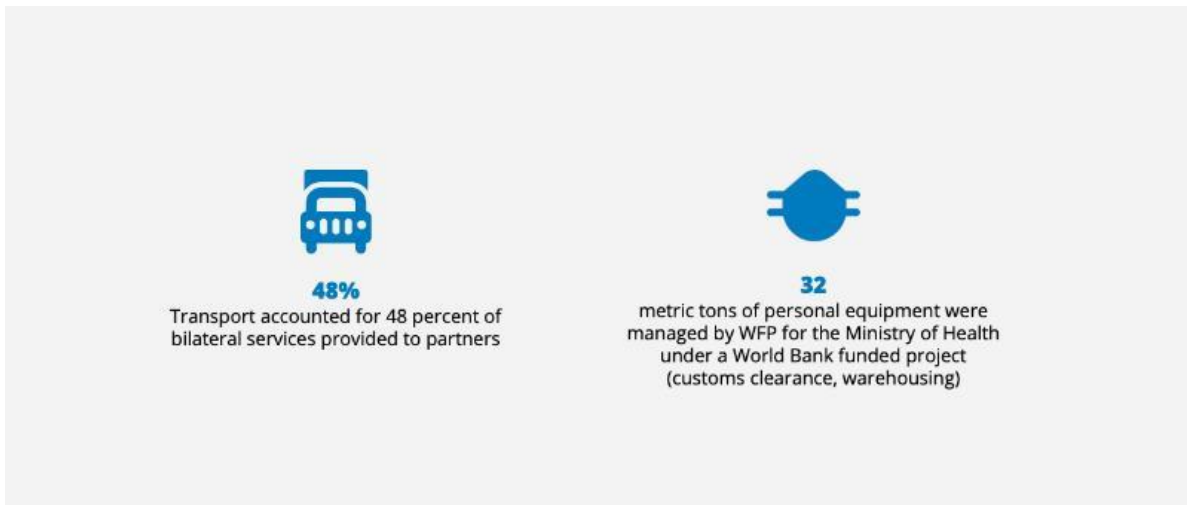 48%
Transport accounted for 48 percent of
bilateral services provided to partners
32
metric tons of personal equipment were
managed by WFP for the Ministry of Health
under a World Bank funded project
(customs clearance, warehousing)